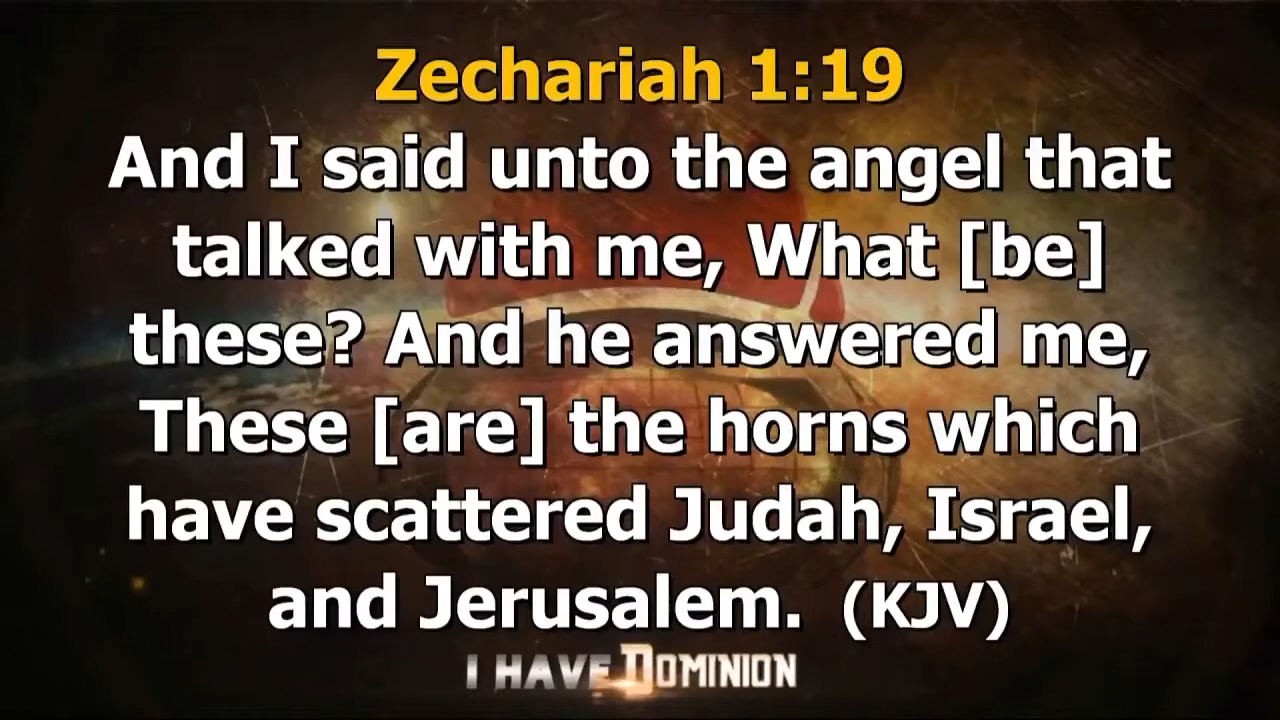 Zechariah 1:19
And I said unto the angel that
talked with me, What [be]
these? And he answered me,
These [are] the horns which
have scattered Judah, Israel,
and Jerusalem. (KJV)
I HAVE DOMINION